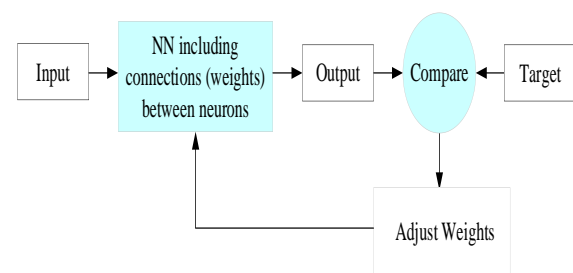 Input
NN including
connections (weights)
between neurons
Output
Compare
Target
Adjust Weights